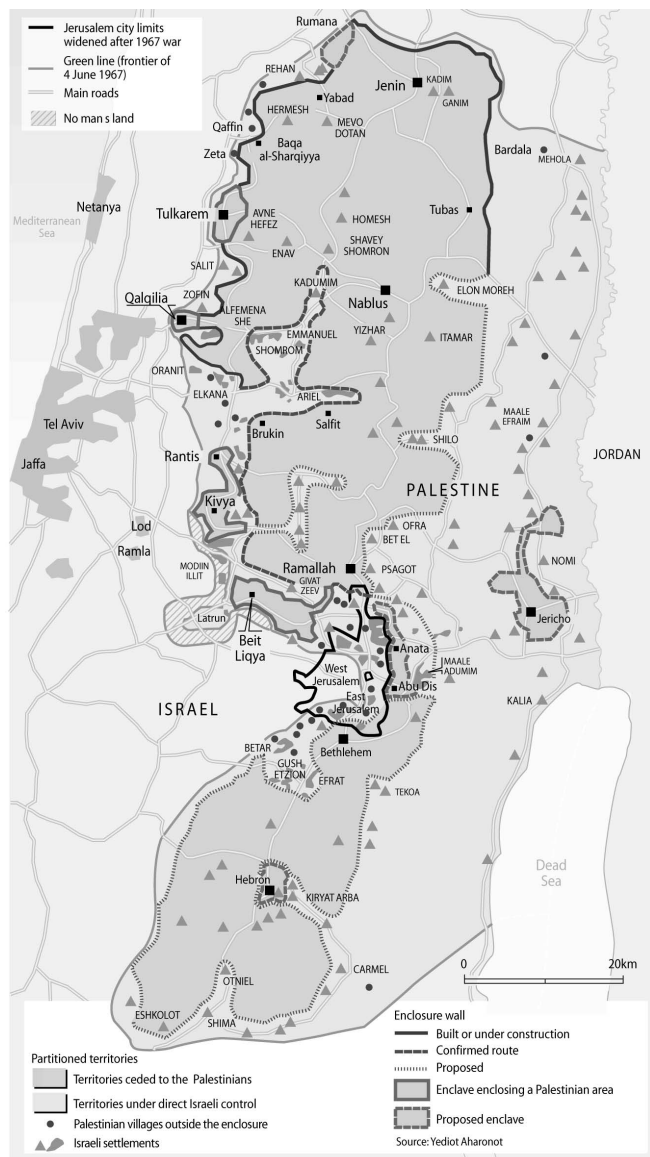 Jerusalem city limits
widened after 1967 war
Green line (frontier of
4 June 1967)
Main roads
No man s land
Rumana
REHAN
Jenin
KADIM
GANIM
Yabad
HERMESH
MEVO
DOTAN
Qaffin
Baqa
al-Sharqiyya
Zeta
Bardala
MEHOLA
Netanya
Mediterranean
Sea
Tulkarem
AVNE
HEFEZ
HOMESH
Tubas
ENAV
SHAVEY
SHOMRON
SALIT
KADUMIM
ELON MOREH
ZOFIN
Nablus
Qalqilia
ALFEMENA
SHE
EMMANUEL
YIZHAR
ITAMAR
SHOMROM
ORANIT
ELKANA
ARIEL
MAALE
EFRAIM
Tel Aviv
Salfit
Brukin
SHILO
Rantis
JORDAN
Jaffa
PALESTINE
Kivya
Lod
OFRA
Ramla
BET EL
MODIIN
ILLIT
Ramallah
PSAGOT
NOMI
GIVAT
ZEEV
Latrun
Jericho
Beit
Liqya
Anata
West
Jerusalem
MAALE
ADUMIM
Abu Dis
East
Jerusalem
KALIA
ISRAEL
BETAR
Bethlehem
GUSH
ETZION
EFRAT
TEKOA
Dead
Sea
Hebron
KIRYAT ARBA
CARMEL
0
20km
OTNIEL
ESHKOLOT
SHIMA
Partitioned territories
Territories ceded to the Palestinians
Territories under direct Israeli control
Palestinian villages outside the enclosure
Israeli settlements
Enclosure wall
Built or under construction
Confirmed route
Proposed
Enclave enclosing a Palestinian area
Proposed enclave
Source: Yediot Aharonot